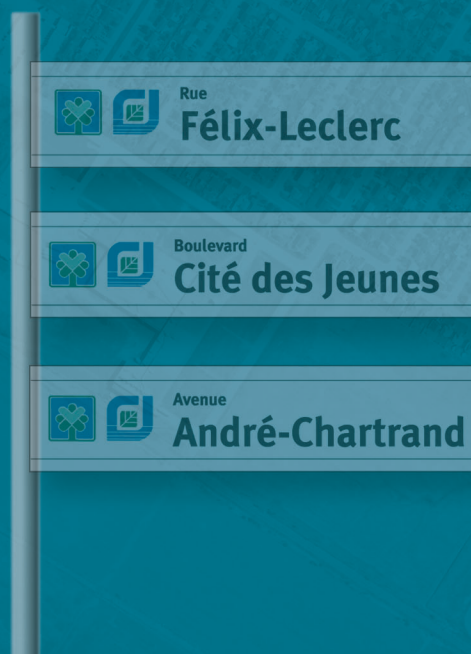 Rue
Félix-Leclerc
Boulevard
Cité des Jeunes
Avenue
André-Chartrand